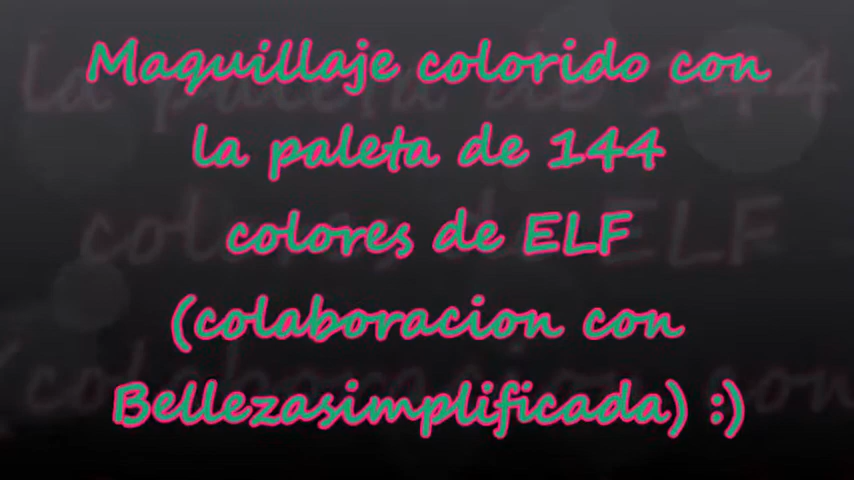 Maquillaje colorido con
la paleta de 144
colores de ELF
(colaboracion con
Bellezasimplificada) :)